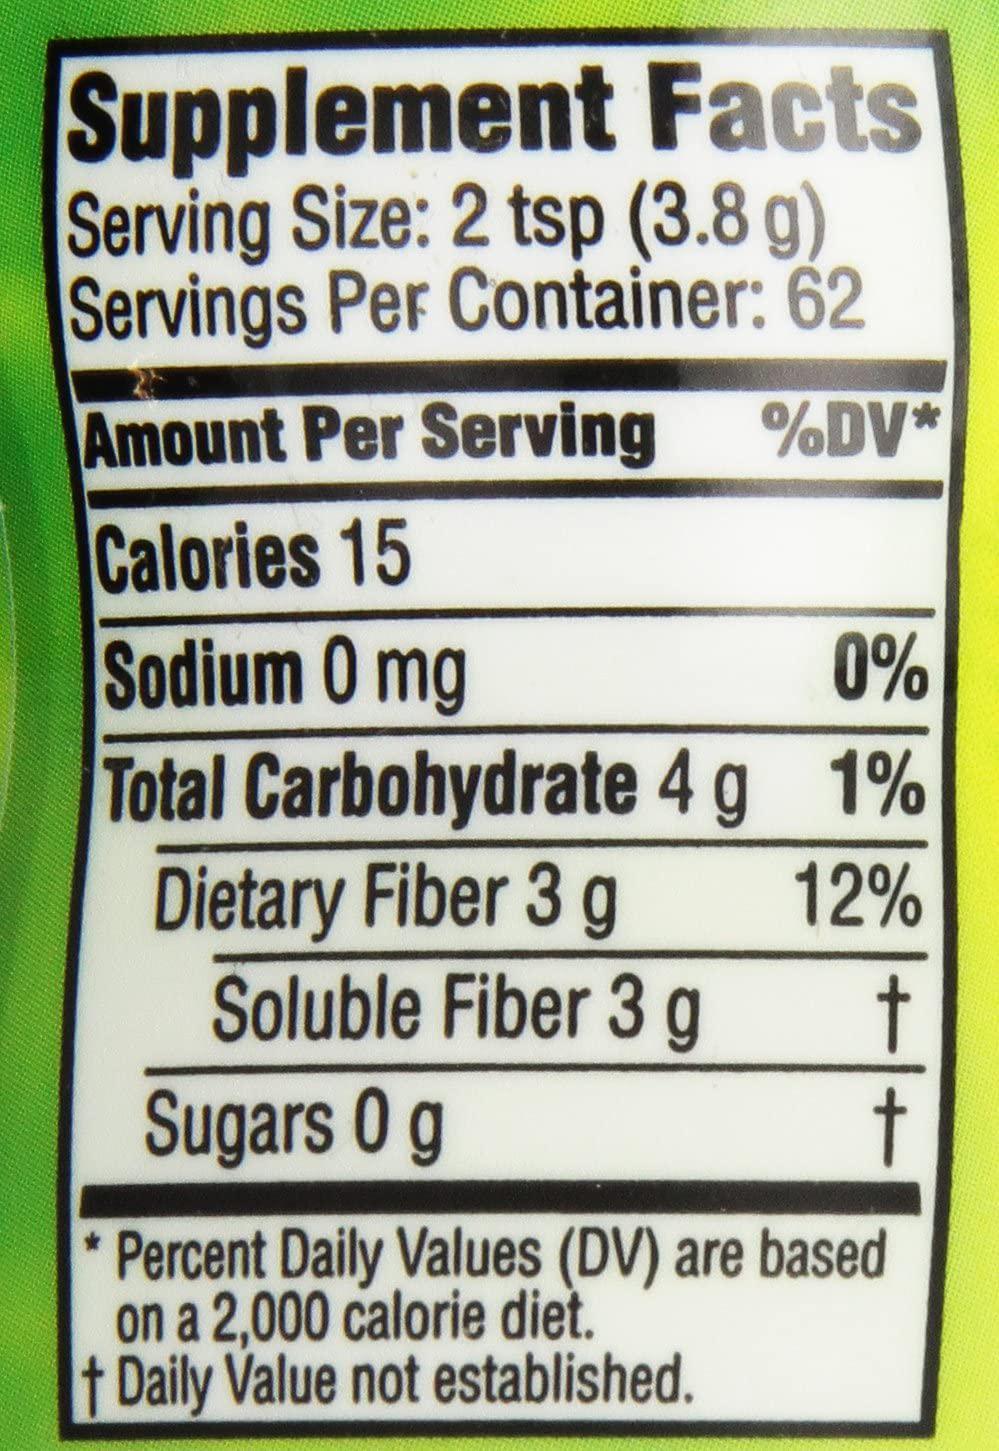 Supplement Facts
Serving Size: 2 tsp (3.8 g)
Servings Per Container: 62
Amount Per Serving %DV*
Calories 15
Sodium 0 mg 0%
Total Carbohydrate 4 g 1%
Dietary Fiber 3 g 12%
Soluble Fiber 3 g †
Sugars 0 g †
* Percent Daily Values (DV) are based
on a 2,000 calorie diet.
† Daily Value not established.